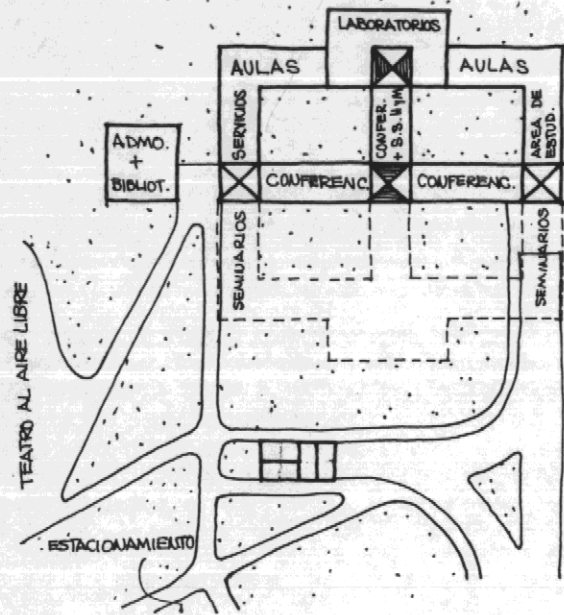 LABORATORIOS
AULAS
AULAS
SERVICIOS
CONFER.
+ S.S. H y M
AREA DE
ESTUD.
ADMO.
+
BIBLIOT.
CONFERENC.
CONFERENC.
SEMINARIOS
SEMINARIOS
TEATRO AL AIRE LIBRE
ESTACIONAMIENTO